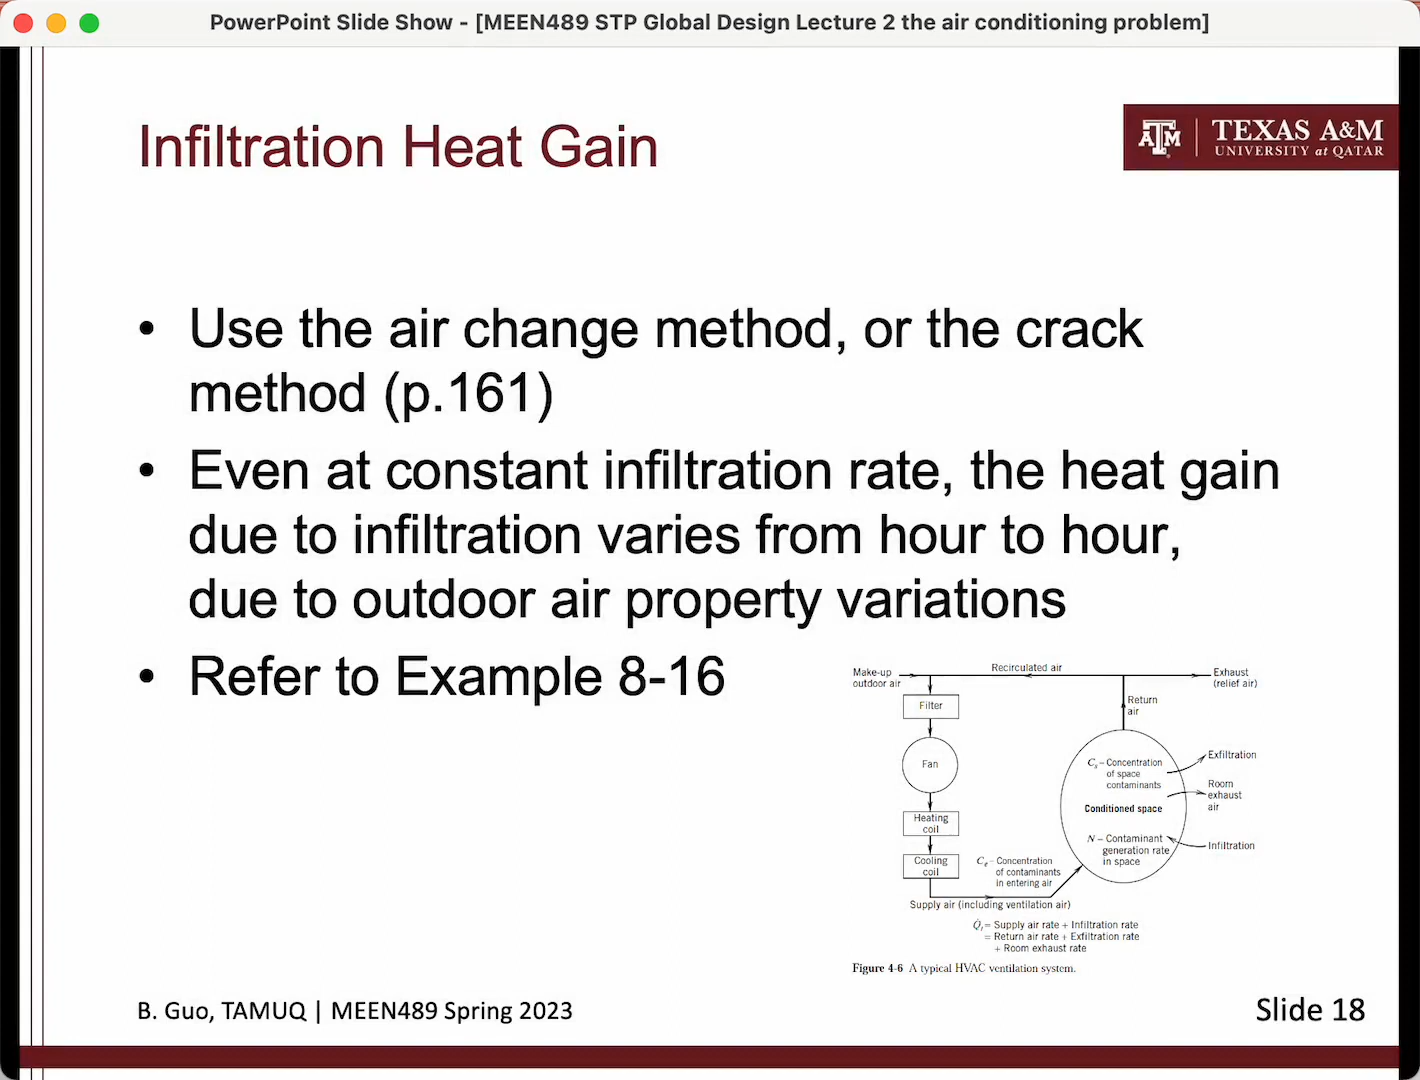 PowerPoint Slide Show - [MEEN489 STP Global Design Lecture 2 the air conditioning problem]
Infiltration Heat Gain
ATM
TEXAS A&M
UNIVERSITY at QATAR
• Use the air change method, or the crack
method (p.161)
• Even at constant infiltration rate, the heat gain
due to infiltration varies from hour to hour,
due to outdoor air property variations
• Refer to Example 8-16
Make-up
outdoor air
Recirculated air
Exhaust
(relief air)
Filter
Return
air
Fan
Cs – Concentration
of space
contaminants
Exfiltration
Room
exhaust
air
Conditioned space
Heating
coil
N – Contaminant
generation rate
in space
Infiltration
Cooling
coil
Ce – Concentration
of contaminants
in entering air
Supply air (including ventilation air)
Q̇t = Supply air rate + Infiltration rate
= Return air rate + Exfiltration rate
+ Room exhaust rate
Figure 4-6 A typical HVAC ventilation system.
B. Guo, TAMUQ | MEEN489 Spring 2023
Slide 18